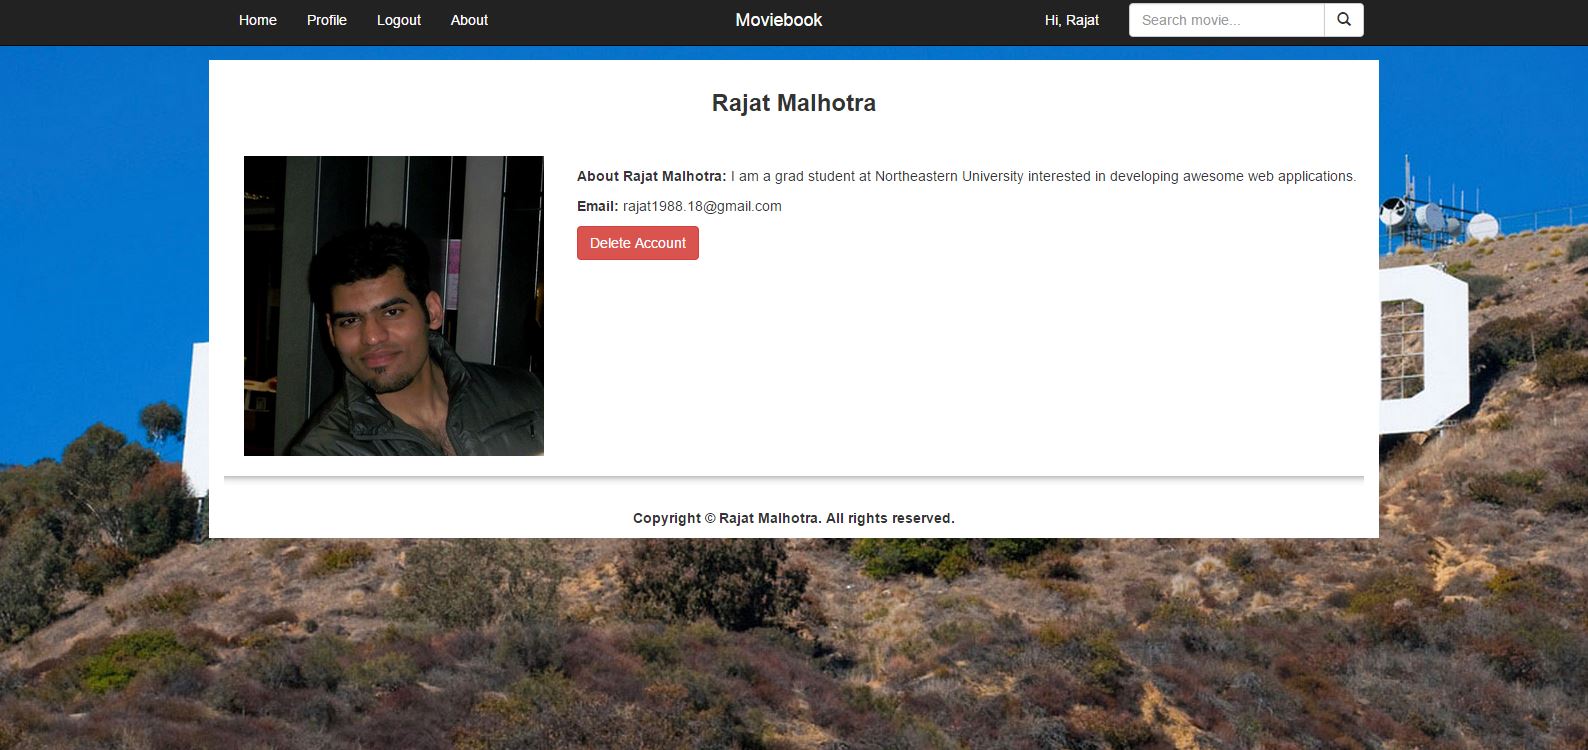 Home Profile Logout About Moviebook Hi, Rajat Search movie...
Rajat Malhotra
About Rajat Malhotra: I am a grad student at Northeastern University interested in developing awesome web applications.
Email: rajat1988.18@gmail.com
Delete Account
Copyright © Rajat Malhotra. All rights reserved.